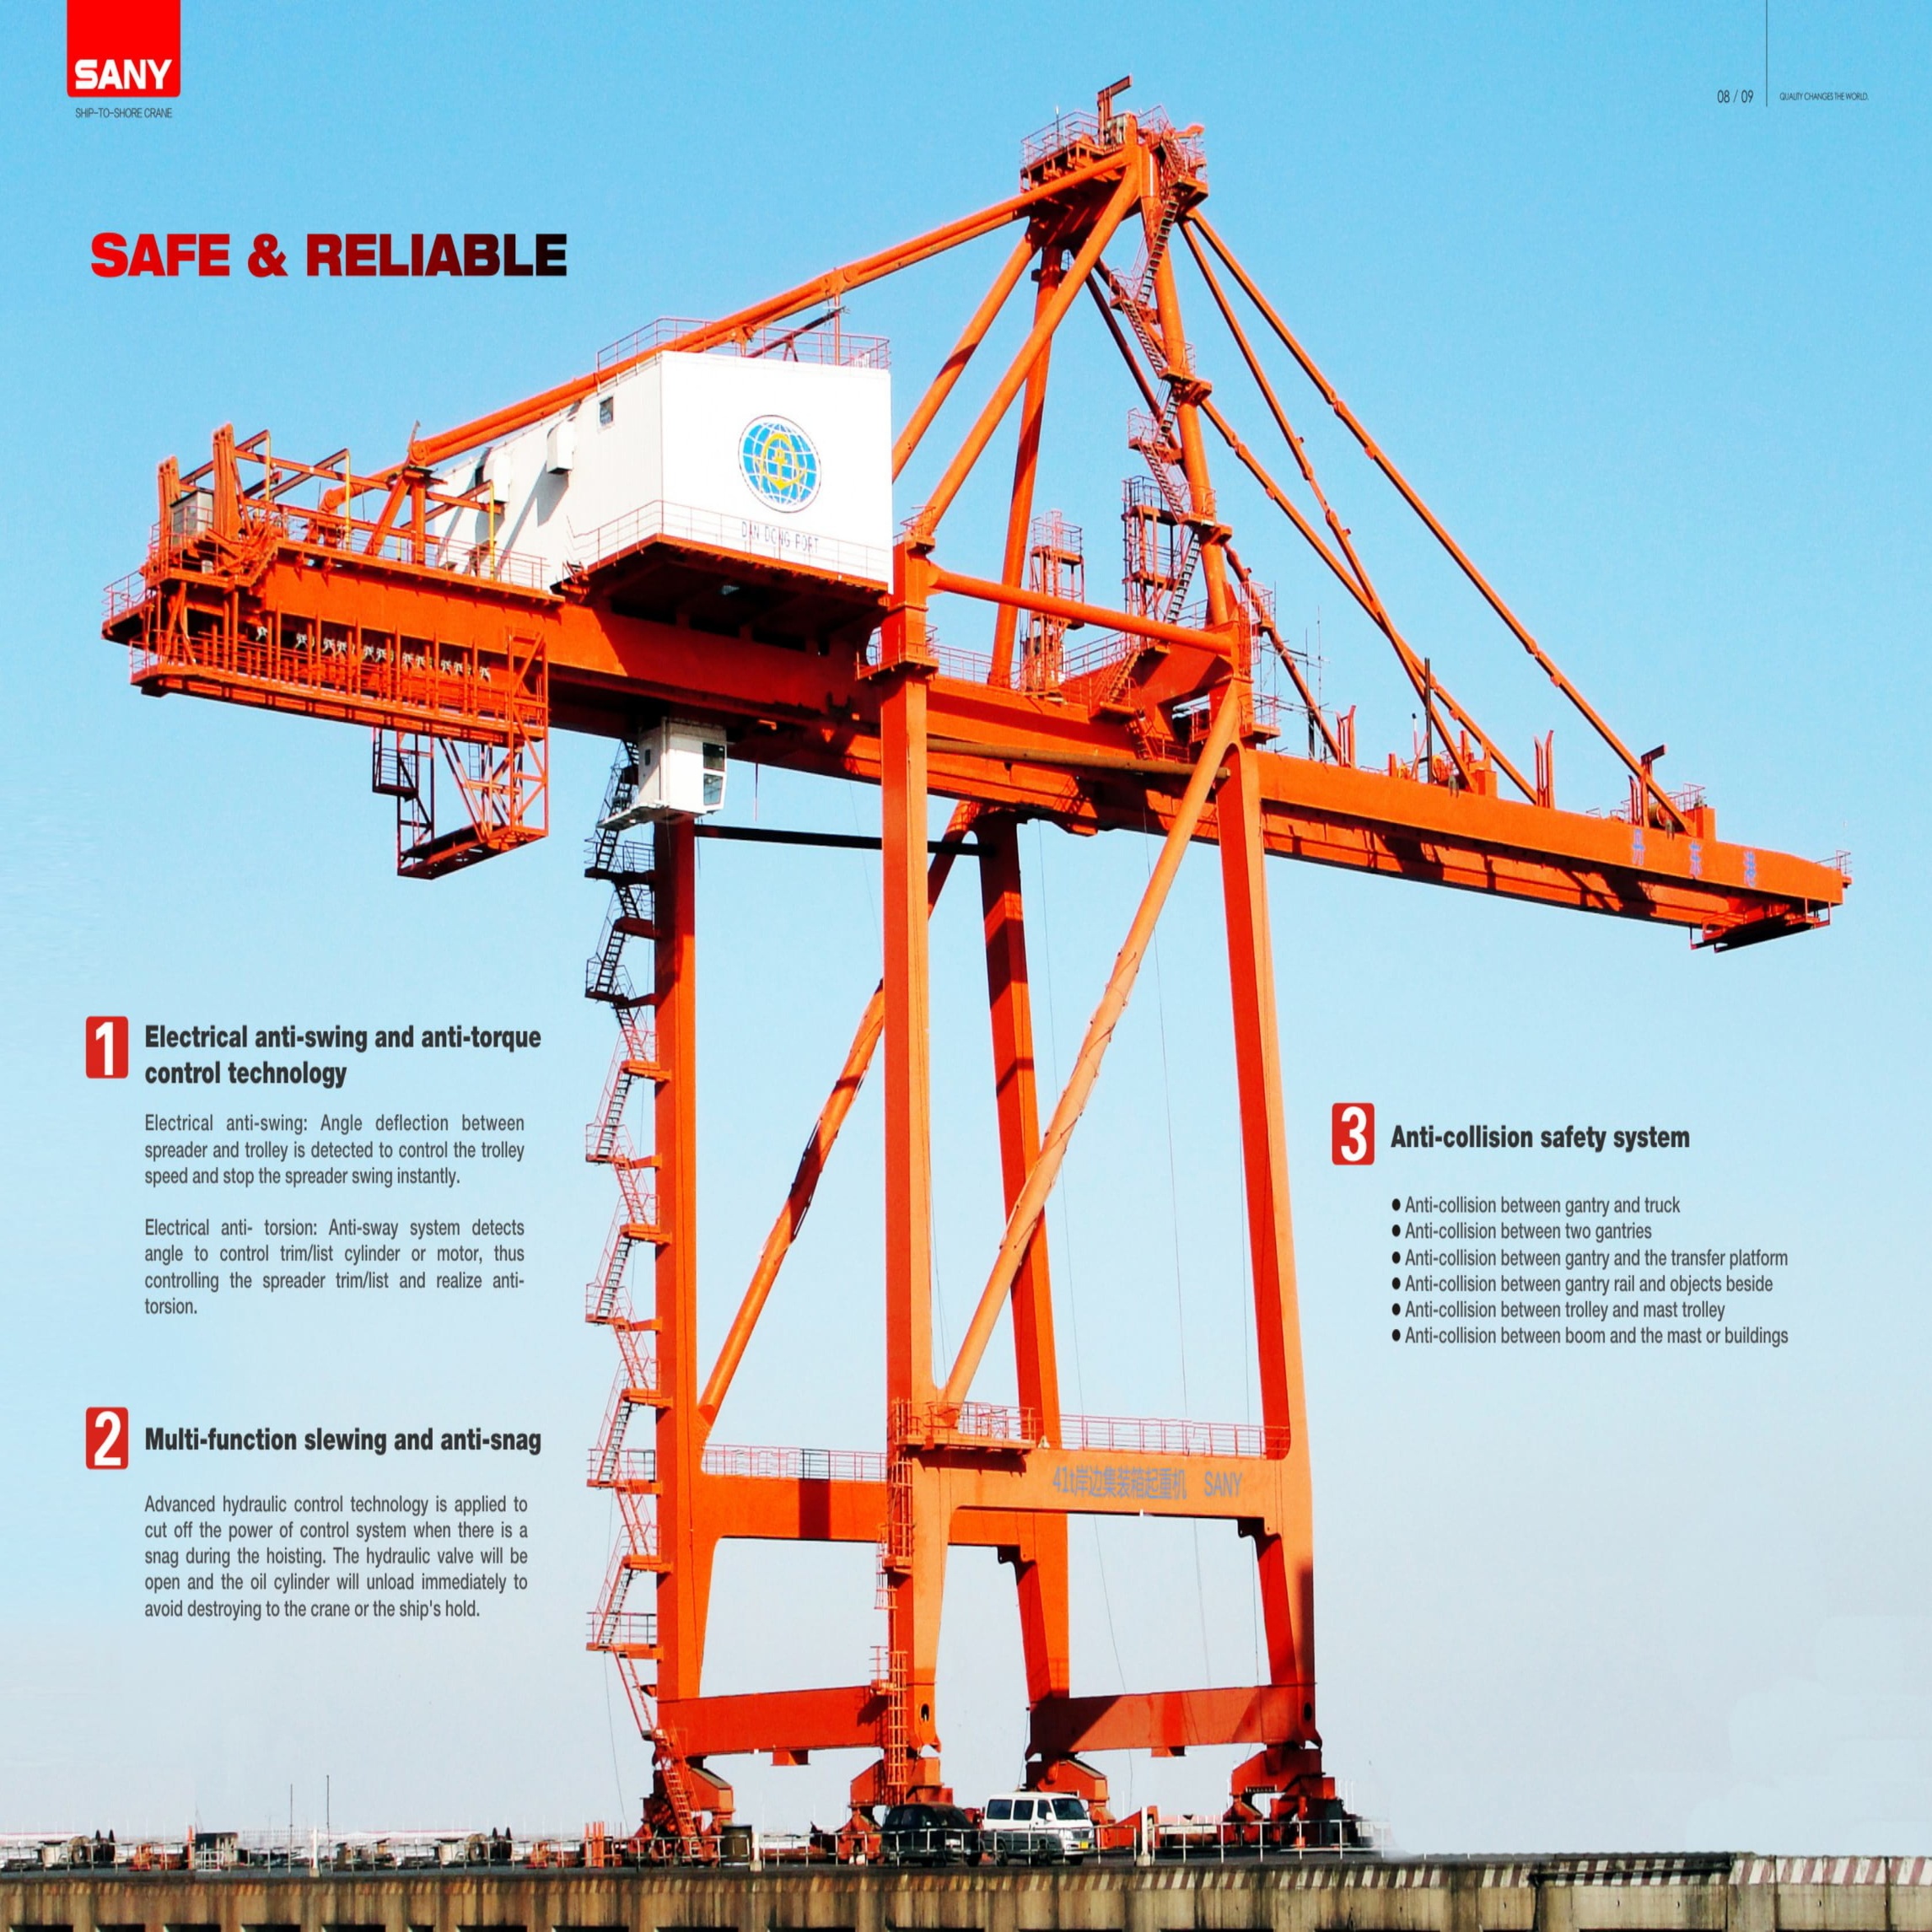 SANY
SHIP-TO-SHORE CRANE
08 / 09
QUALITY CHANGES THE WORLD.
SAFE & RELIABLE
DAN DONG PORT
丹东港
1
Electrical anti-swing and anti-torque
control technology
Electrical anti-swing: Angle deflection between
spreader and trolley is detected to control the trolley
speed and stop the spreader swing instantly.
Electrical anti- torsion: Anti-sway system detects
angle to control trim/list cylinder or motor, thus
controlling the spreader trim/list and realize anti-
torsion.
2
Multi-function slewing and anti-snag
Advanced hydraulic control technology is applied to
cut off the power of control system when there is a
snag during the hoisting. The hydraulic valve will be
open and the oil cylinder will unload immediately to
avoid destroying to the crane or the ship's hold.
3
Anti-collision safety system
● Anti-collision between gantry and truck
● Anti-collision between two gantries
● Anti-collision between gantry and the transfer platform
● Anti-collision between gantry rail and objects beside
● Anti-collision between trolley and mast trolley
● Anti-collision between boom and the mast or buildings
41t岸边集装箱起重机 SANY